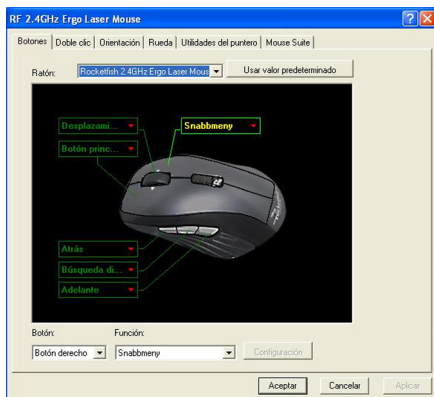 RF 2.4GHz Ergo Laser Mouse
Botones Doble clic Orientación Rueda Utilidades del puntero Mouse Suite
Ratón: Rocketfish 2.4GHz Ergo Laser Mous Usar valor predeterminado
Desplazami... Snabbmeny
Botón princ...
Atrás
Búsqueda di...
Adelante
Botón: Función:
Botón derecho Snabbmeny Configuración
Aceptar Cancelar Aplicar